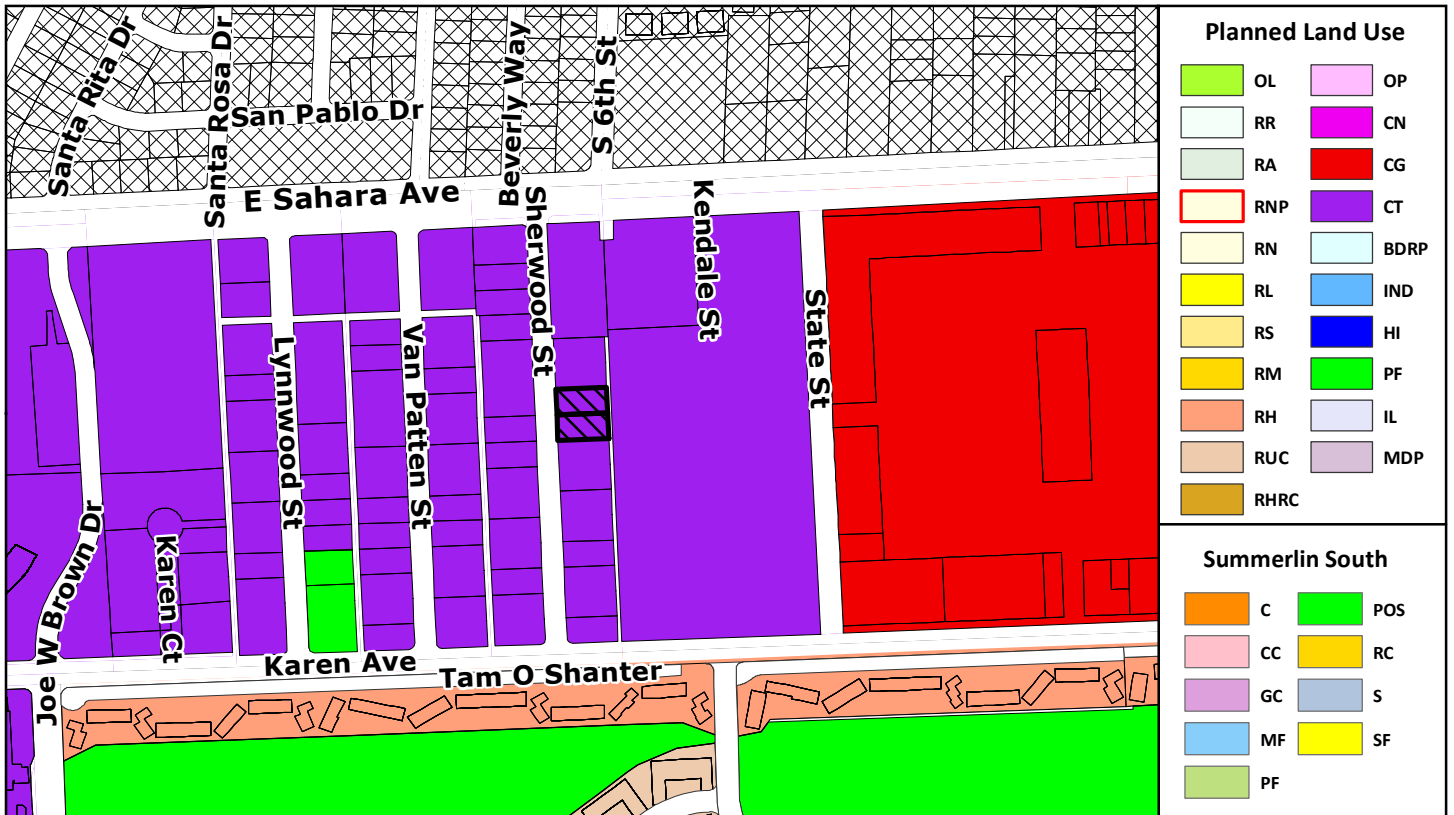 Santa Rita Dr
Santa Rosa Dr
San Pablo Dr
Beverly Way
S 6th St
E Sahara Ave
Sherwood St
Kendale St
State St
Lynnwood St
Van Patten St
Joe W Brown Dr
Karen Ct
Karen Ave
Tam O Shanter
Planned Land Use
OL
OP
RR
CN
RA
CG
RNP
CT
RN
BDRP
RL
IND
RS
HI
RM
PF
RH
IL
RUC
MDP
RHRC
Summerlin South
C
POS
CC
RC
GC
S
MF
SF
PF